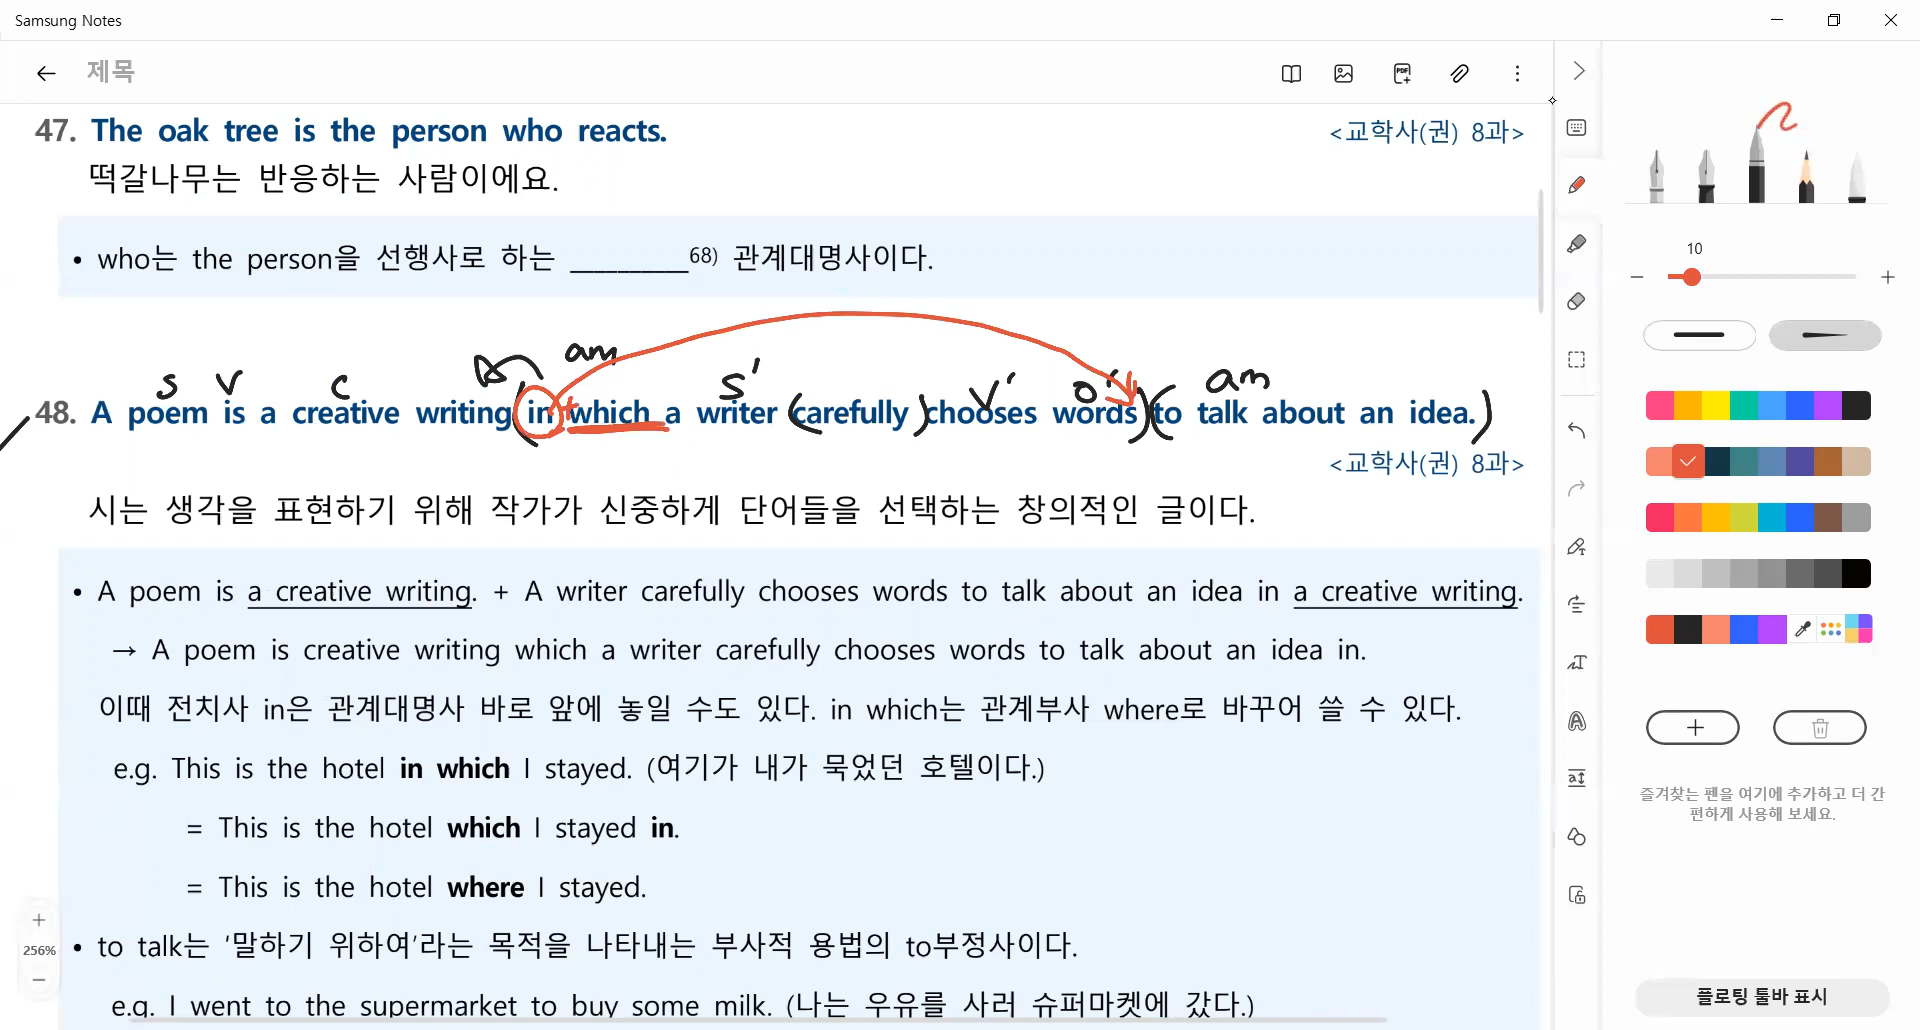 Samsung Notes
제목
47. The oak tree is the person who reacts.
<교학사(권) 8과>
떡갈나무는 반응하는 사람이에요.
• who는 the person을 선행사로 하는 __________68) 관계대명사이다.
am
S V C S' V' O' am
48. A poem is a creative writing (in + which a writer (carefully) chooses words) (to talk about an idea.)
<교학사(권) 8과>
시는 생각을 표현하기 위해 작가가 신중하게 단어들을 선택하는 창의적인 글이다.
• A poem is a creative writing. + A writer carefully chooses words to talk about an idea in a creative writing.
→ A poem is creative writing which a writer carefully chooses words to talk about an idea in.
이때 전치사 in은 관계대명사 바로 앞에 놓일 수도 있다. in which는 관계부사 where로 바꾸어 쓸 수 있다.
e.g. This is the hotel in which I stayed. (여기가 내가 묵었던 호텔이다.)
= This is the hotel which I stayed in.
= This is the hotel where I stayed.
• to talk는 '말하기 위하여'라는 목적을 나타내는 부사적 용법의 to부정사이다.
e.g. I went to the supermarket to buy some milk. (나는 우유를 사러 슈퍼마켓에 갔다.)
256%
10
즐겨찾는 펜을 여기에 추가하고 더 간
편하게 사용해 보세요.
플로팅 툴바 표시